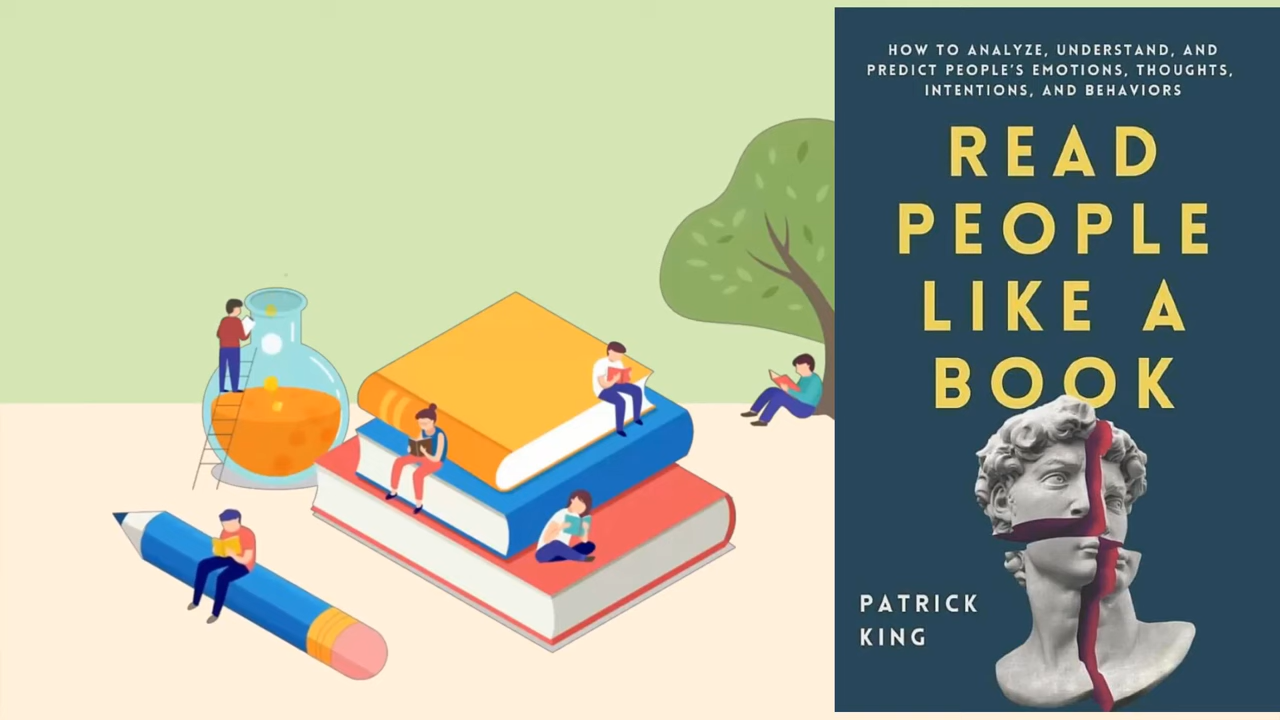 HOW TO ANALYZE, UNDERSTAND, AND
PREDICT PEOPLE'S EMOTIONS, THOUGHTS,
INTENTIONS, AND BEHAVIORS
READ
PEOPLE
LIKE A
BOOK
PATRICK
KING